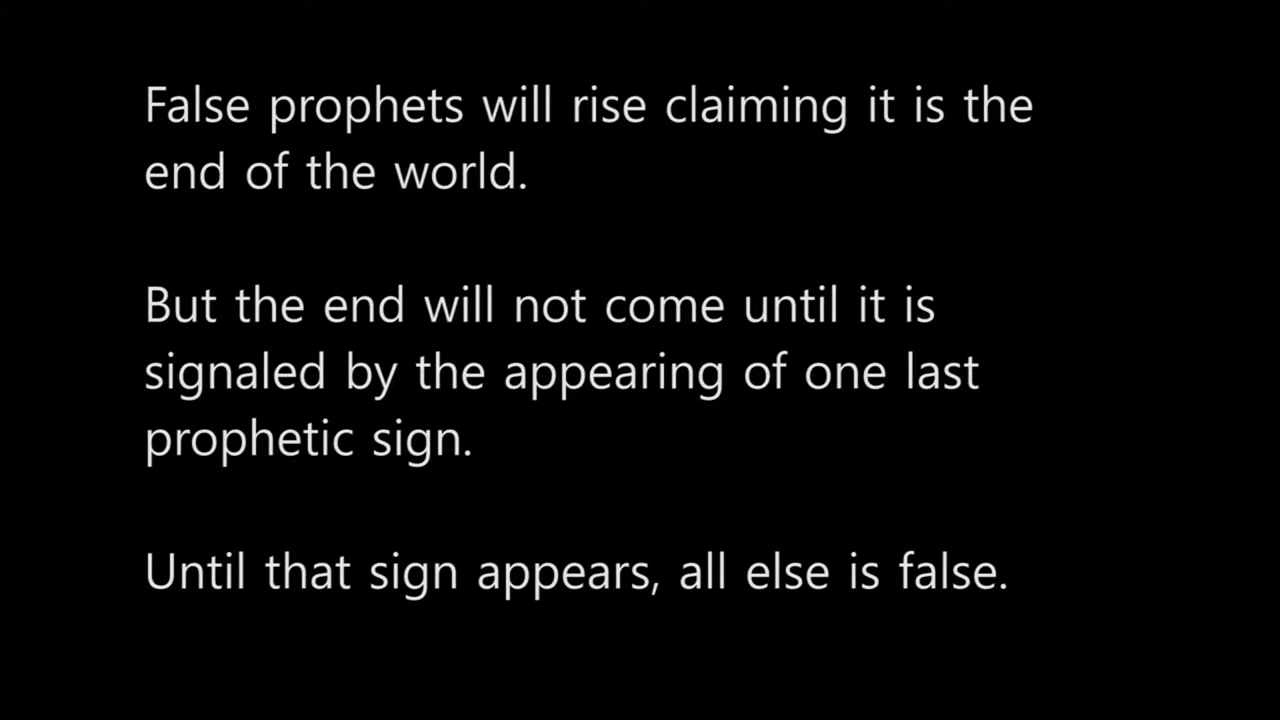 False prophets will rise claiming it is the
end of the world.
But the end will not come until it is
signaled by the appearing of one last
prophetic sign.
Until that sign appears, all else is false.